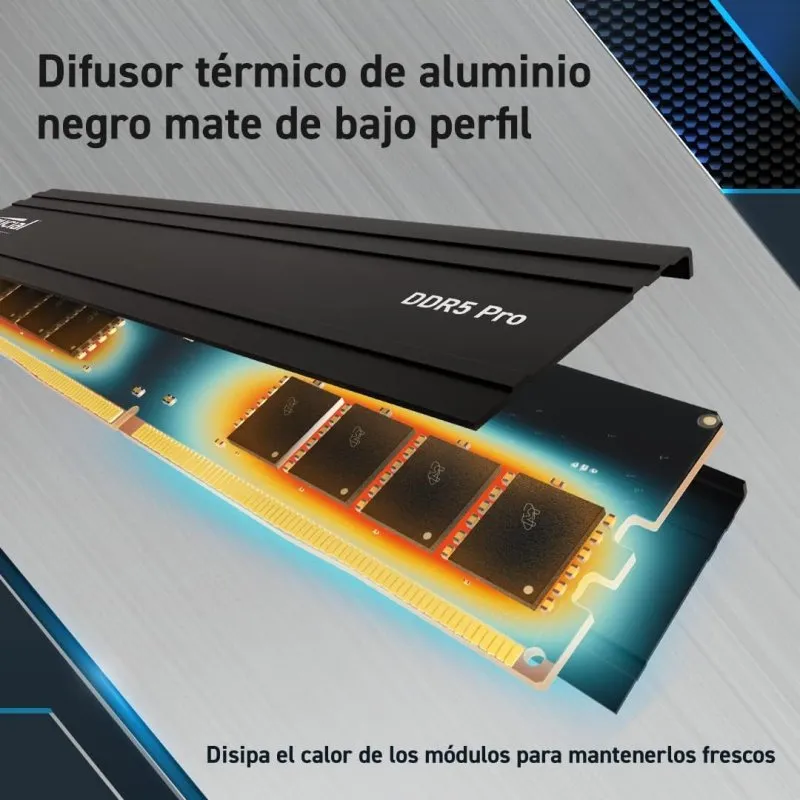 Difusor térmico de aluminio
negro mate de bajo perfil
DDR5 Pro
Disipa el calor de los módulos para mantenerlos frescos